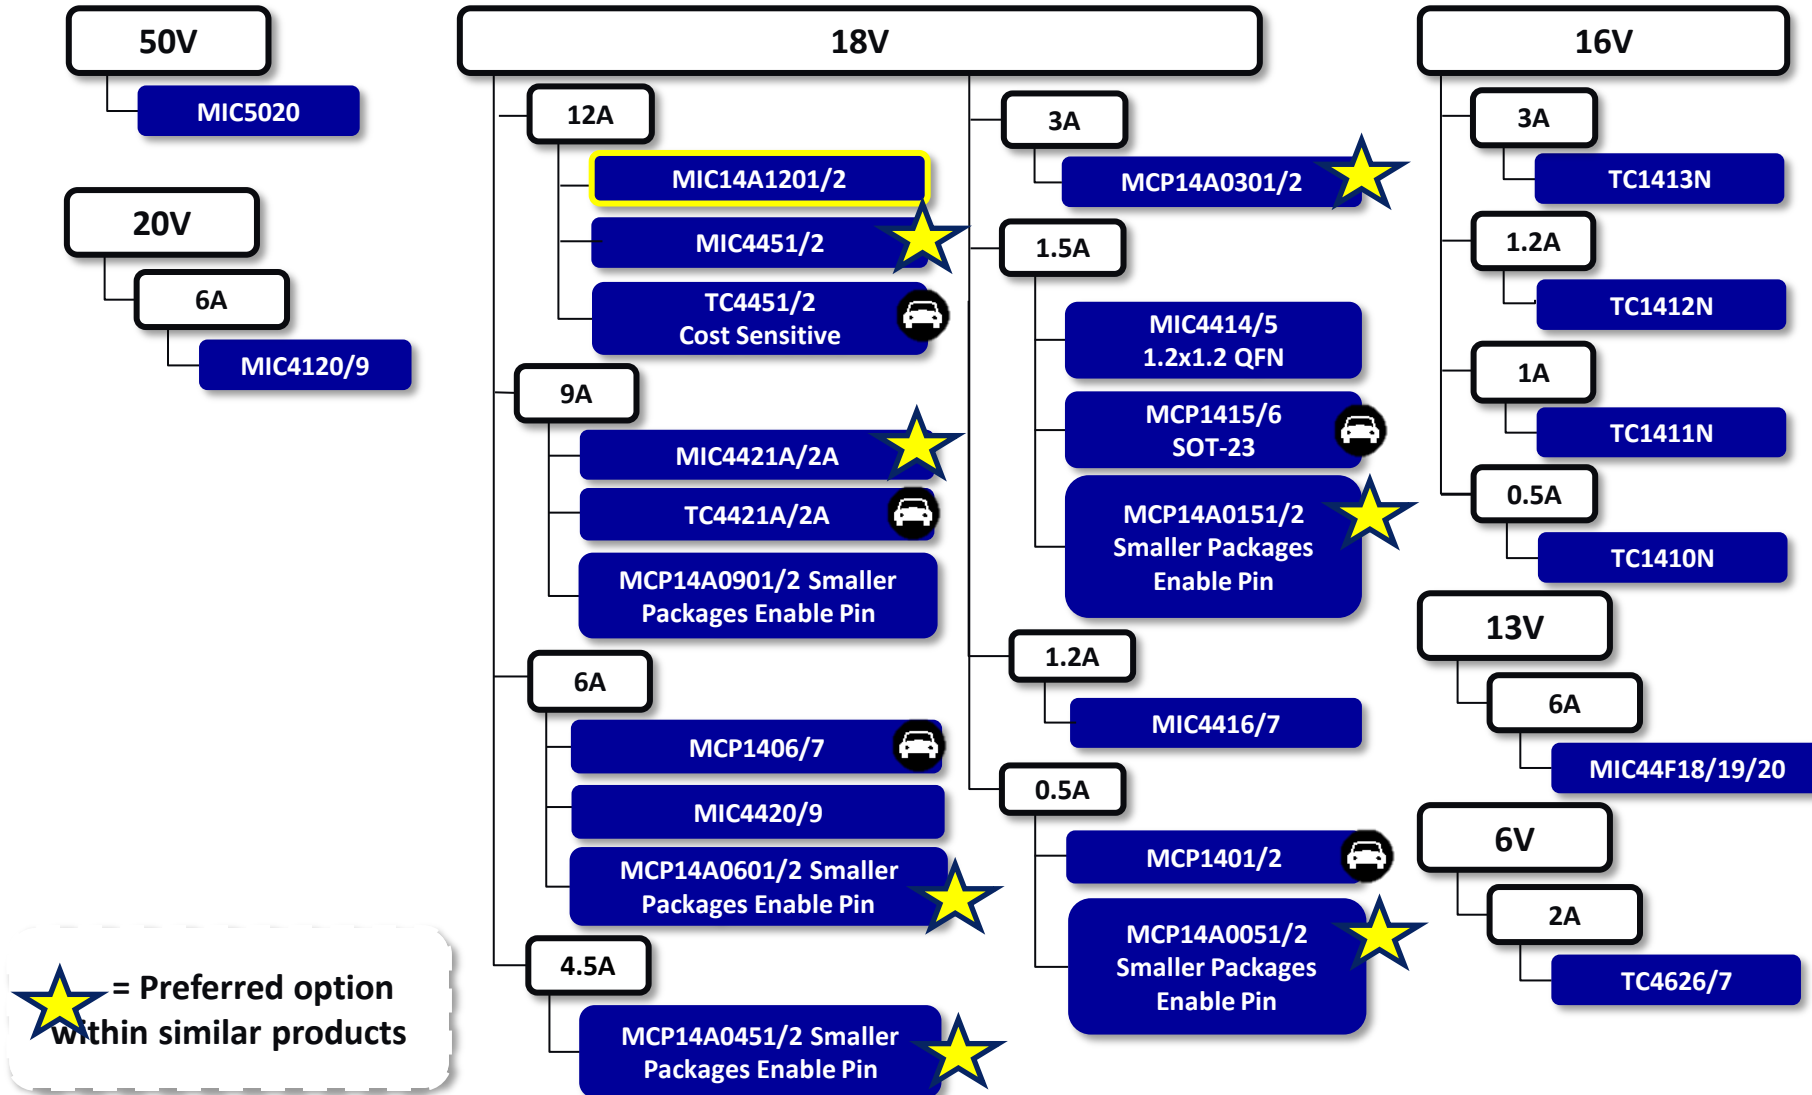 50V
MIC5020
20V
6A
MIC4120/9
18V
12A
MIC14A1201/2
MIC4451/2
TC4451/2
Cost Sensitive
9A
MIC4421A/2A
TC4421A/2A
MCP14A0901/2 Smaller
Packages Enable Pin
6A
MCP1406/7
MIC4420/9
MCP14A0601/2 Smaller
Packages Enable Pin
4.5A
MCP14A0451/2 Smaller
Packages Enable Pin
3A
MCP14A0301/2
1.5A
MIC4414/5
1.2x1.2 QFN
MCP1415/6
SOT-23
MCP14A0151/2
Smaller Packages
Enable Pin
1.2A
MIC4416/7
0.5A
MCP1401/2
MCP14A0051/2
Smaller Packages
Enable Pin
16V
3A
TC1413N
1.2A
TC1412N
1A
TC1411N
0.5A
TC1410N
13V
6A
MIC44F18/19/20
6V
2A
TC4626/7
= Preferred option
within similar products